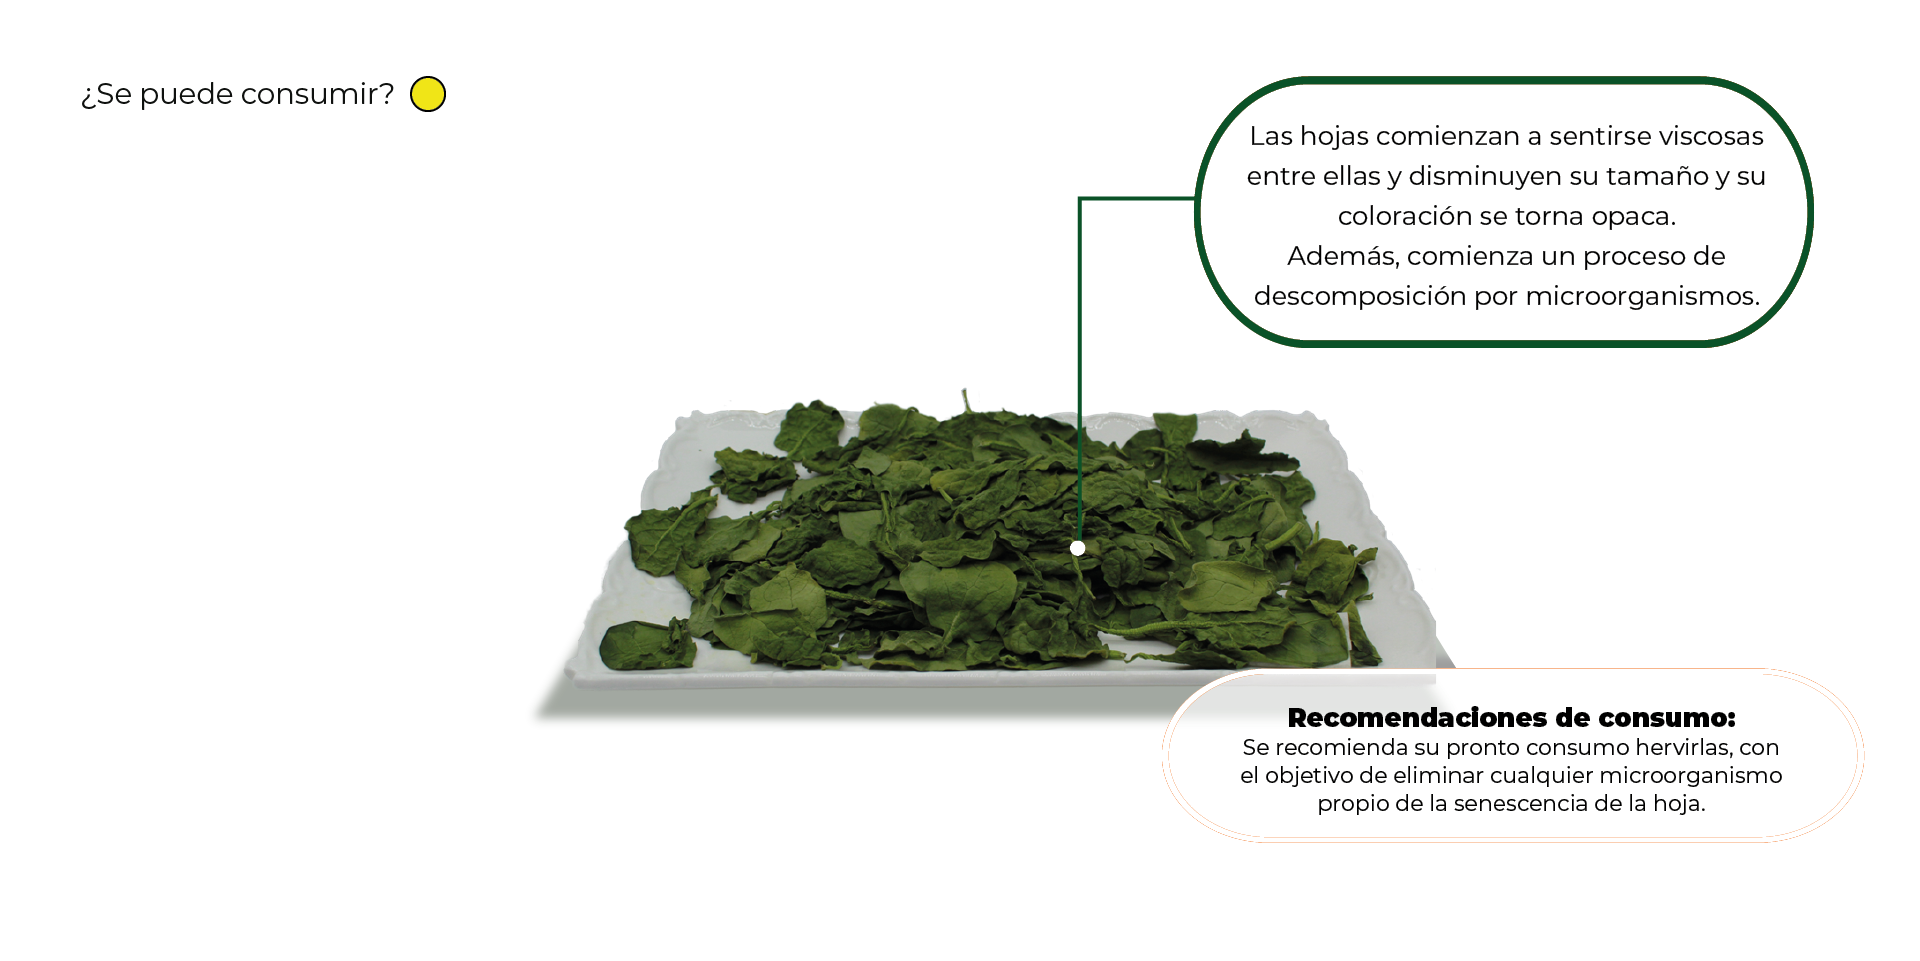 ¿Se puede consumir?
Las hojas comienzan a sentirse viscosas
entre ellas y disminuyen su tamaño y su
coloración se torna opaca.
Además, comienza un proceso de
descomposición por microorganismos.
Recomendaciones de consumo:
Se recomienda su pronto consumo hervirlas, con
el objetivo de eliminar cualquier microorganismo
propio de la senescencia de la hoja.